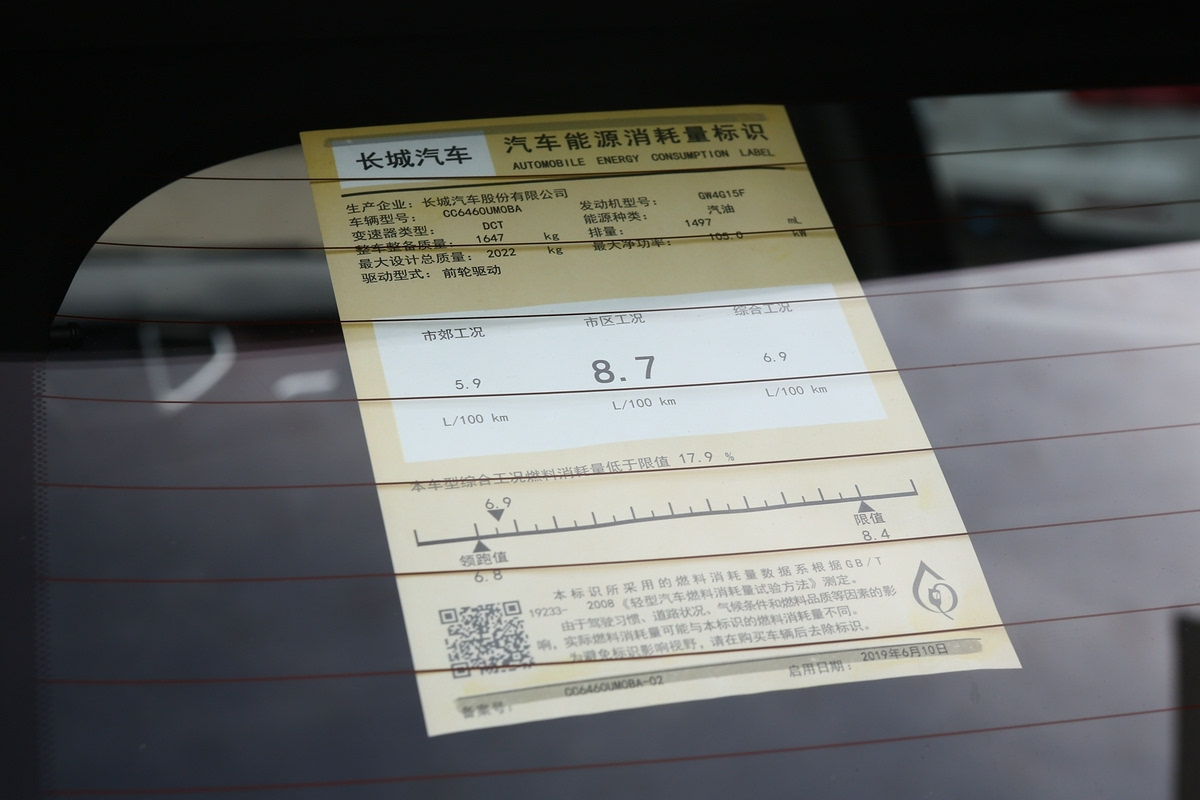 长城汽车
汽车能源消耗量标识
AUTOMOBILE ENERGY CONSUMPTION LABEL
生产企业: 长城汽车股份有限公司
车辆型号: CC6460UM0BA 发动机型号: GW4G15F
变速器类型: DCT 能源种类: 汽油
整车整备质量: 1647 kg 排量: 1497 mL
最大设计总质量: 2022 kg 最大净功率: 105.0 kW
驱动型式: 前轮驱动
市郊工况 市区工况 综合工况
5.9 8.7 6.9
L/100 km L/100 km L/100 km
本车型综合工况燃料消耗量低于限值 17.9 %
6.9
领跑值 限值
6.8 8.4
本标识所采用的燃料消耗量数据系根据GB/T
19233- 2008《轻型汽车燃料消耗量试验方法》测定。
由于驾驶习惯、道路状况、气候条件和燃料品质等因素的影
响,实际燃料消耗量可能与本标识的燃料消耗量不同。
为避免标识影响视野,请在购买车辆后去除标识。
备案号: CC6460UM0BA-02 启用日期: 2019年6月10日